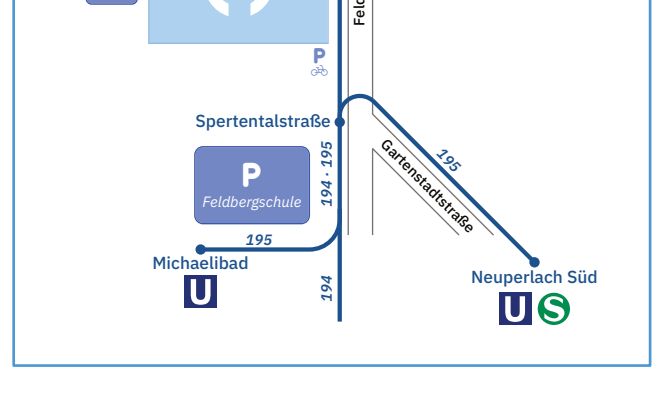 Feld
P
Spertentalstraße
194 · 195
P
Feldbergschule
195
Gartenstadtstraße
195
Michaelibad
U
194
Neuperlach Süd
U S